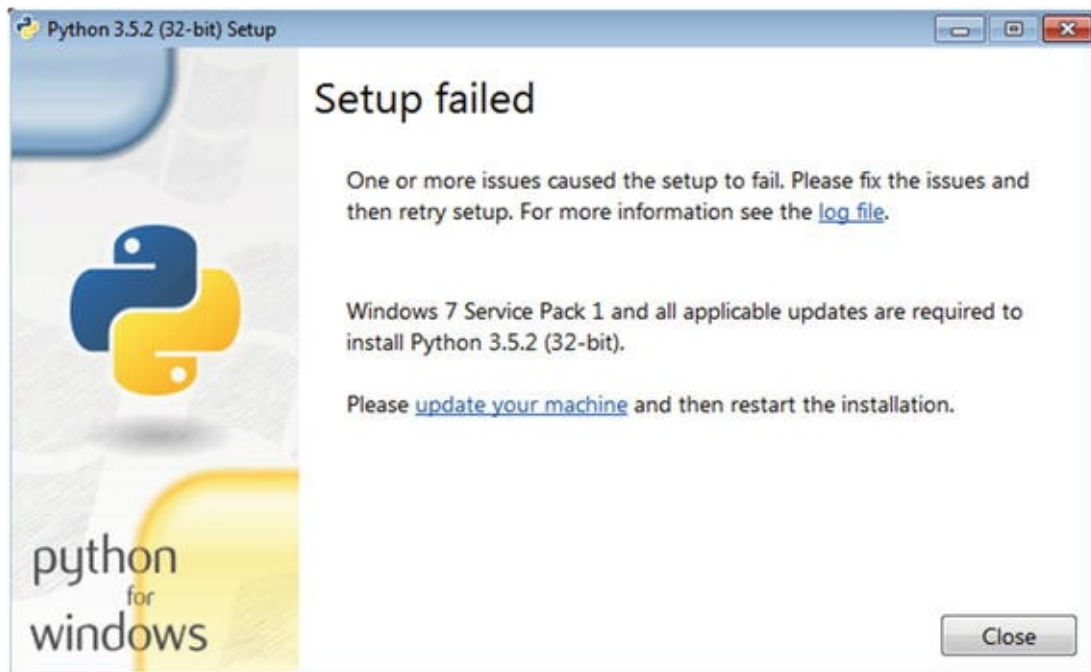 Python 3.5.2 (32-bit) Setup
Setup failed
One or more issues caused the setup to fail. Please fix the issues and
then retry setup. For more information see the log file.
Windows 7 Service Pack 1 and all applicable updates are required to
install Python 3.5.2 (32-bit).
Please update your machine and then restart the installation.
python
for
windows
Close